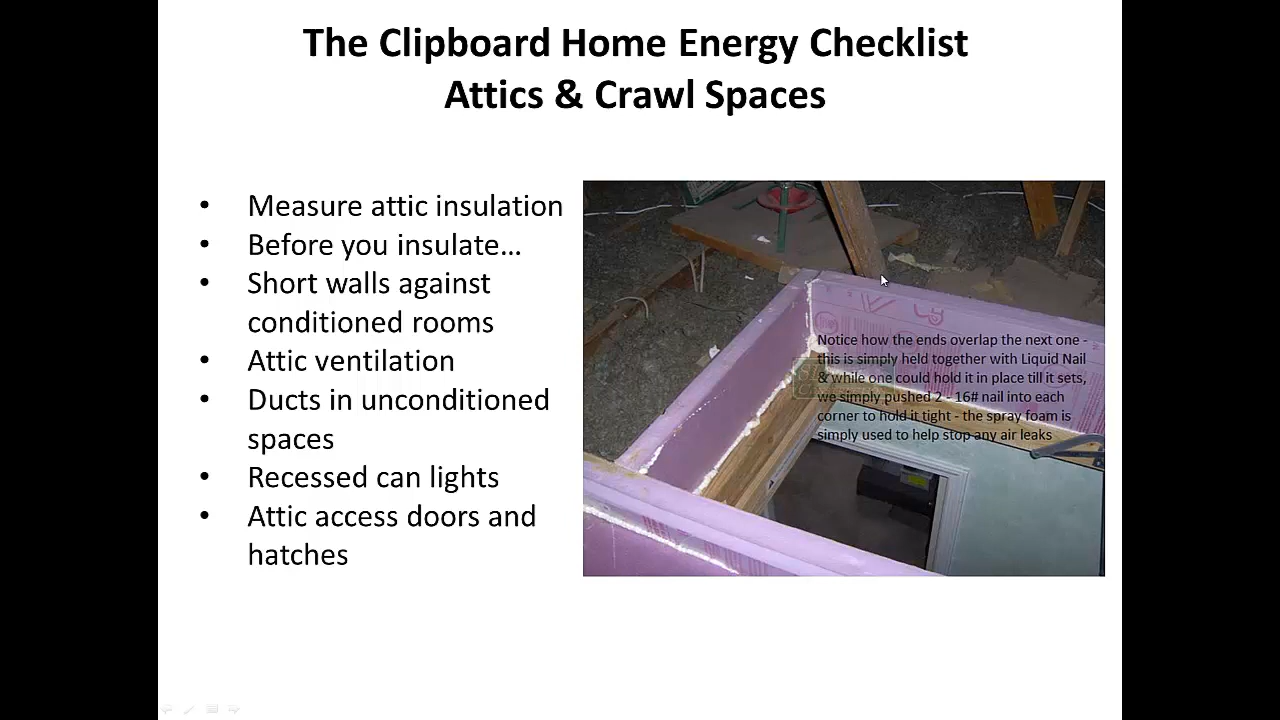 The Clipboard Home Energy Checklist
Attics & Crawl Spaces
• Measure attic insulation
• Before you insulate…
• Short walls against
conditioned rooms
• Attic ventilation
• Ducts in unconditioned
spaces
• Recessed can lights
• Attic access doors and
hatches
Notice how the ends overlap the next one -
this is simply held together with Liquid Nail
& while one could hold it in place till it sets,
we simply pushed 2 - 16# nail into each
corner to hold it tight - the spray foam is
simply used to help stop any air leaks